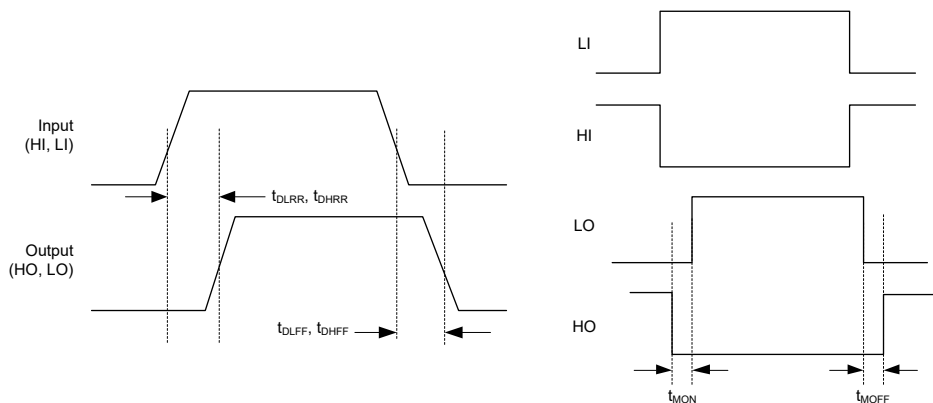 Input
(HI, LI)
tDLRR, tDHRR
Output
(HO, LO)
tDLFF, tDHFF
LI
HI
LO
HO
tMON
tMOFF